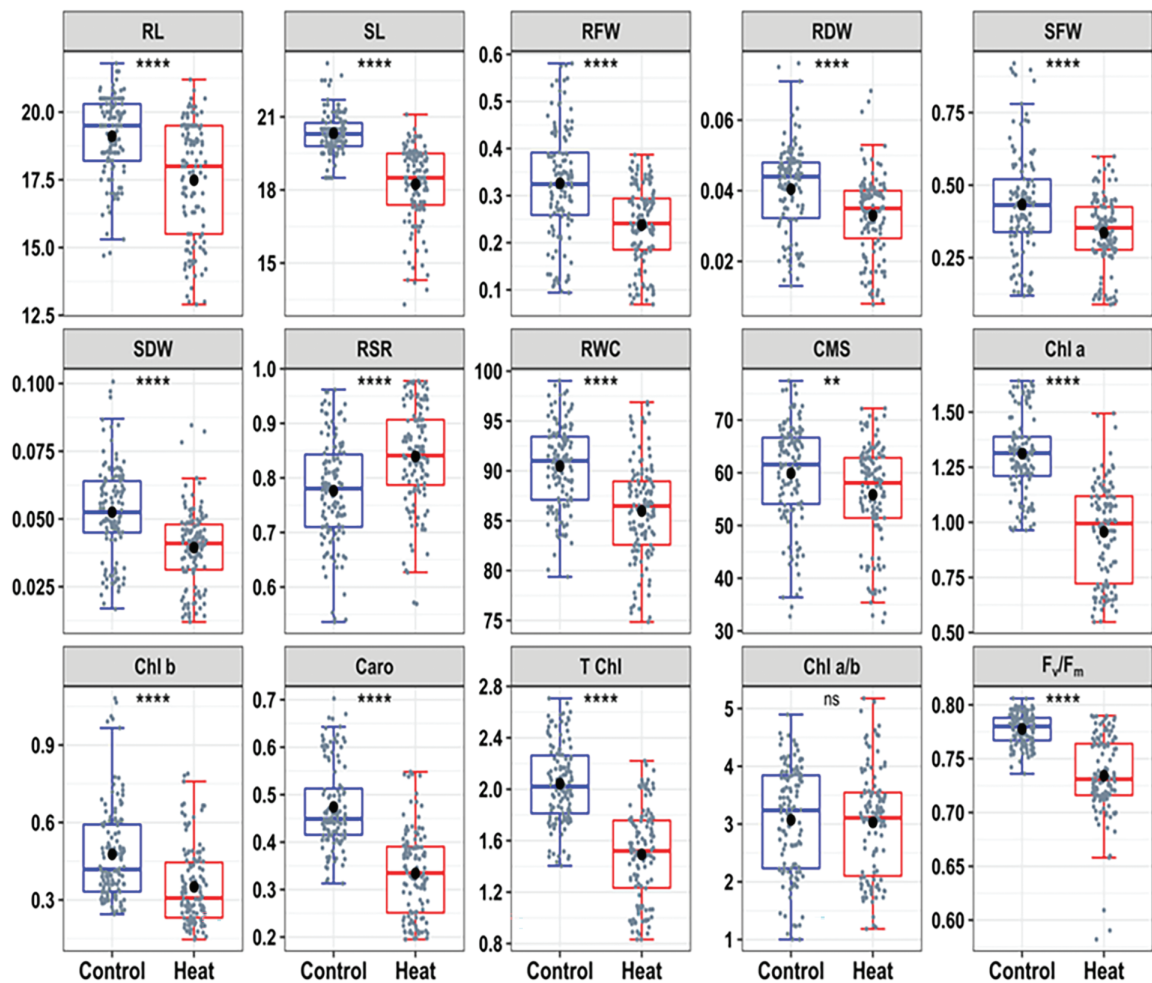 RL SL RFW RDW SFW
**** **** **** **** ****
20.0 17.5 15.0 12.5
21 18 15
0.6 0.5 0.4 0.3 0.2 0.1
0.06 0.04 0.02
0.75 0.50 0.25
SDW RSR RWC CMS Chl a
**** **** **** ** ****
0.100 0.075 0.050 0.025
1.0 0.9 0.8 0.7 0.6
100 95 90 85 80 75
70 60 50 40 30
1.50 1.25 1.00 0.75 0.50
Chl b Caro T Chl Chl a/b Fv/Fm
**** **** **** ns ****
0.9 0.6 0.3
0.7 0.6 0.5 0.4 0.3 0.2
2.8 2.4 2.0 1.6 1.2 0.8
5 4 3 2 1
0.80 0.75 0.70 0.65 0.60
Control Heat Control Heat Control Heat Control Heat Control Heat